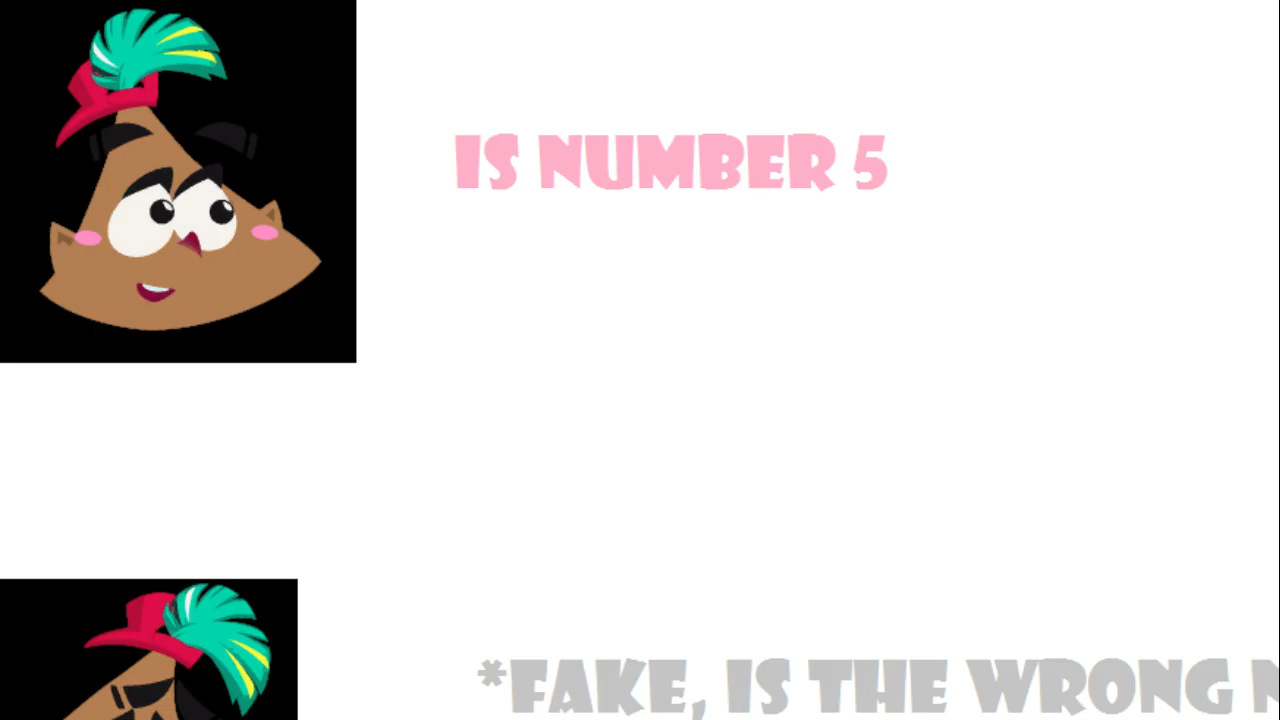 IS NUMBER 5
*FAKE, IS THE WRONG